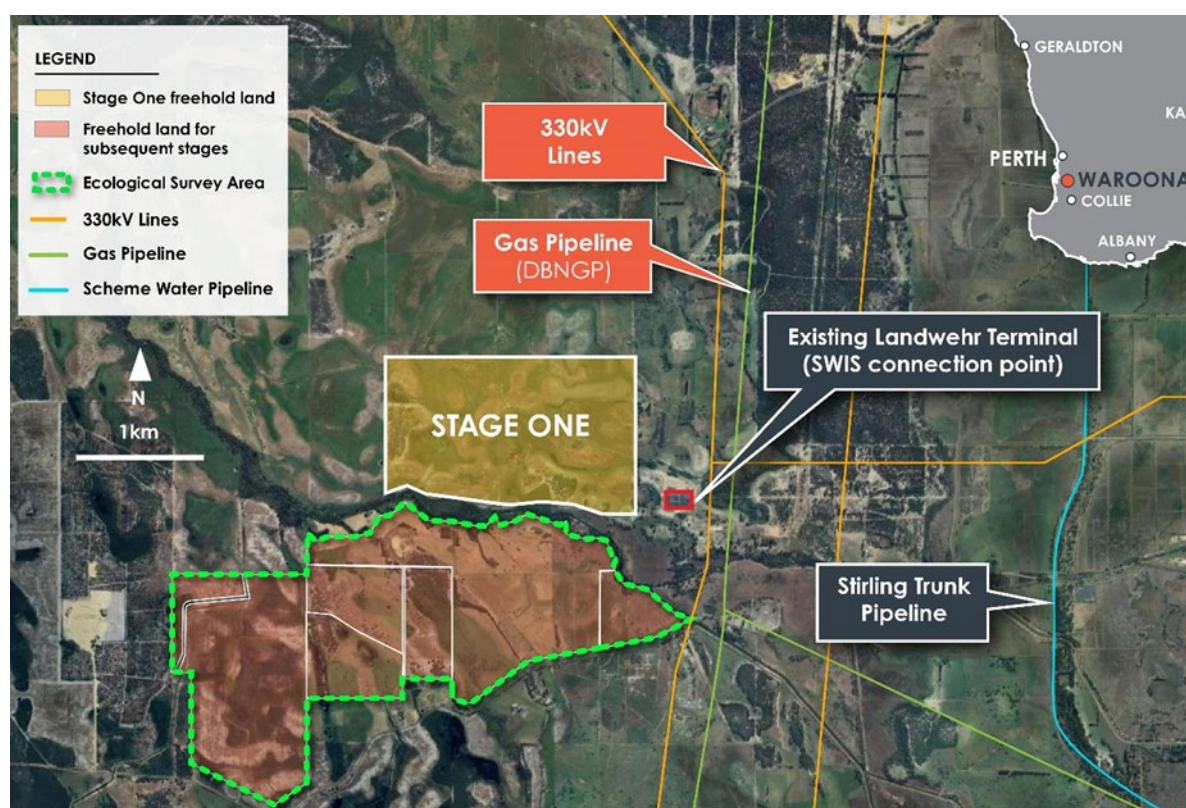 LEGEND
Stage One freehold land
Freehold land for
subsequent stages
Ecological Survey Area
330kV Lines
Gas Pipeline
Scheme Water Pipeline
N
1km
330kV
Lines
Gas Pipeline
(DBNGP)
STAGE ONE
Existing Landwehr Terminal
(SWIS connection point)
Stirling Trunk
Pipeline
GERALDTON
KA
PERTH
WAROONA
COLLIE
ALBANY